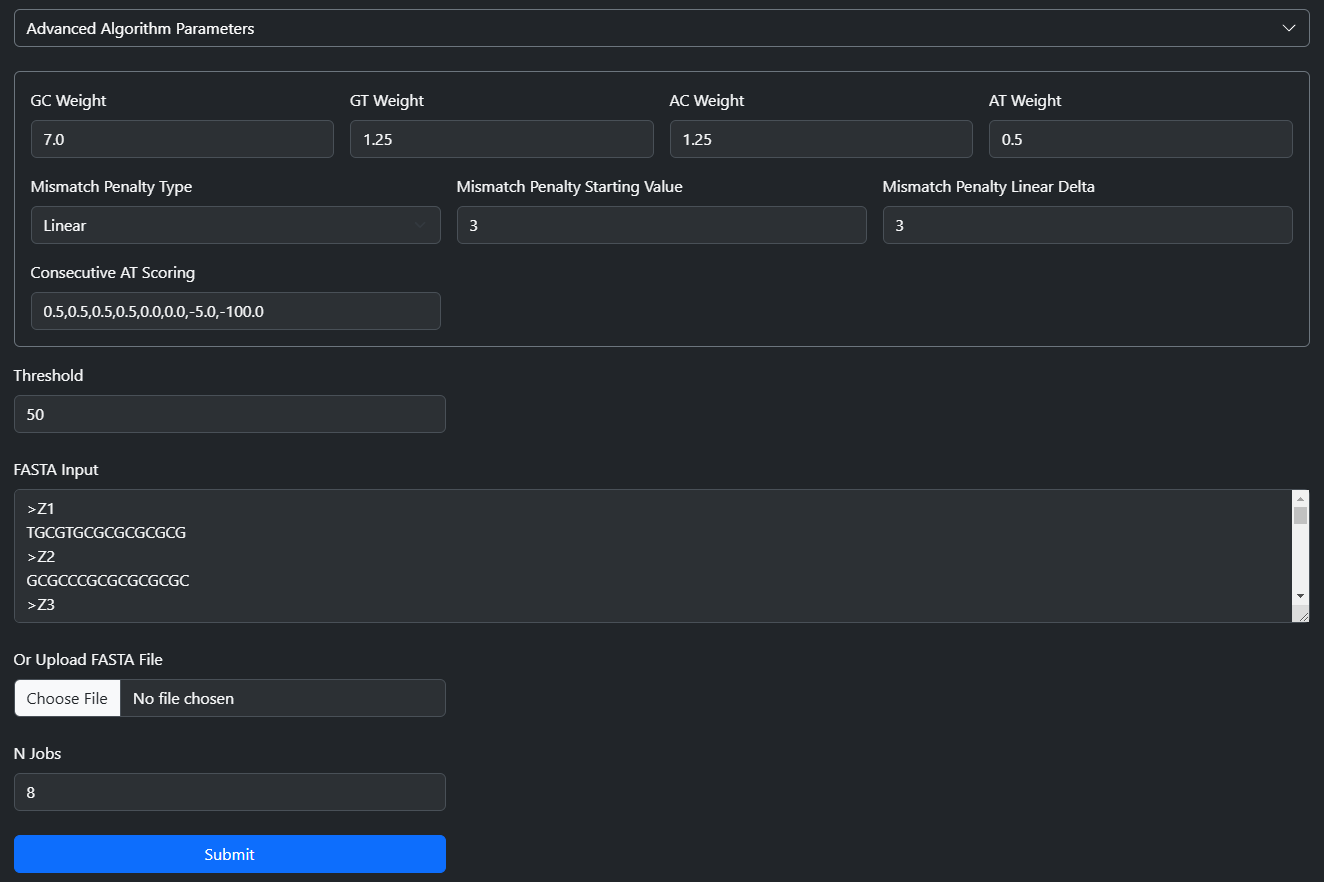 Advanced Algorithm Parameters
GC Weight
GT Weight
AC Weight
AT Weight
7.0
1.25
1.25
0.5
Mismatch Penalty Type
Mismatch Penalty Starting Value
Mismatch Penalty Linear Delta
Linear
3
3
Consecutive AT Scoring
0.5,0.5,0.5,0.5,0.0,0.0,-5.0,-100.0
Threshold
50
FASTA Input
>Z1
TGCGTGCGCGCGCGCG
>Z2
GCGCCCGCGCGCGCGC
>Z3
Or Upload FASTA File
Choose File No file chosen
N Jobs
8
Submit